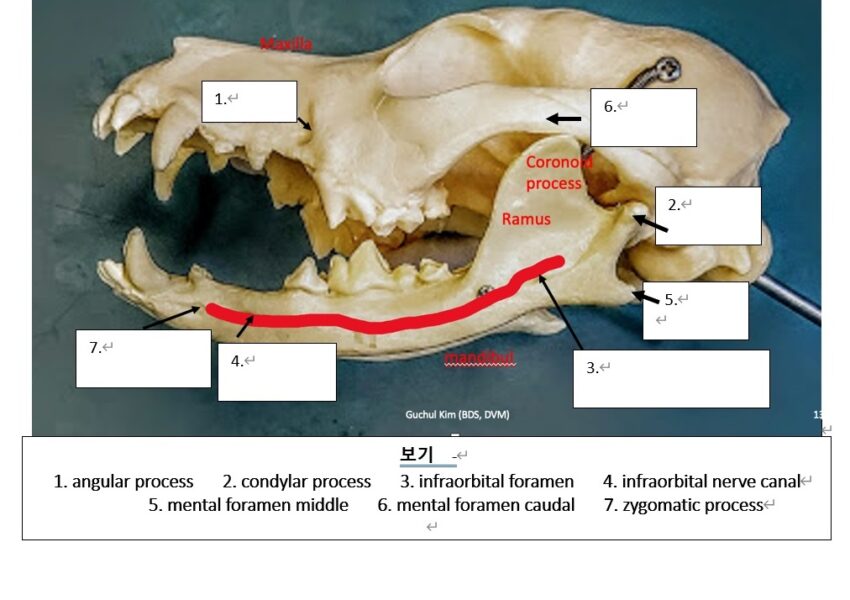 Maxilla
1.↵
6.↵
Coronoid
process
2.↵
Ramus
5.↵
↵
7.↵
4.↵
mandibul
3.↵
Guchul Kim (BDS, DVM)
↵
보기 -↵
1. angular process 2. condylar process 3. infraorbital foramen 4. infraorbital nerve canal↵
5. mental foramen middle 6. mental foramen caudal 7. zygomatic process↵
↵